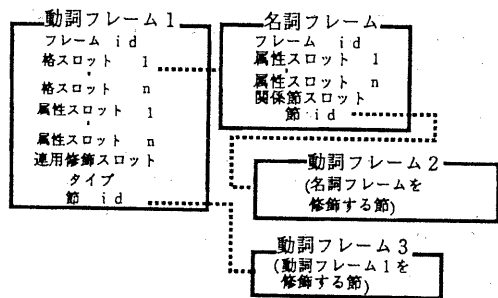 動詞フレーム1
フレーム id
格スロット 1
格スロット n
属性スロット 1
属性スロット n
連用修飾スロット
タイプ
節 id
名詞フレーム
フレーム id
属性スロット 1
属性スロット n
関係節スロット
節 id
動詞フレーム2
(名詞フレームを
修飾する節)
動詞フレーム3
(動詞フレーム1を
修飾する節)